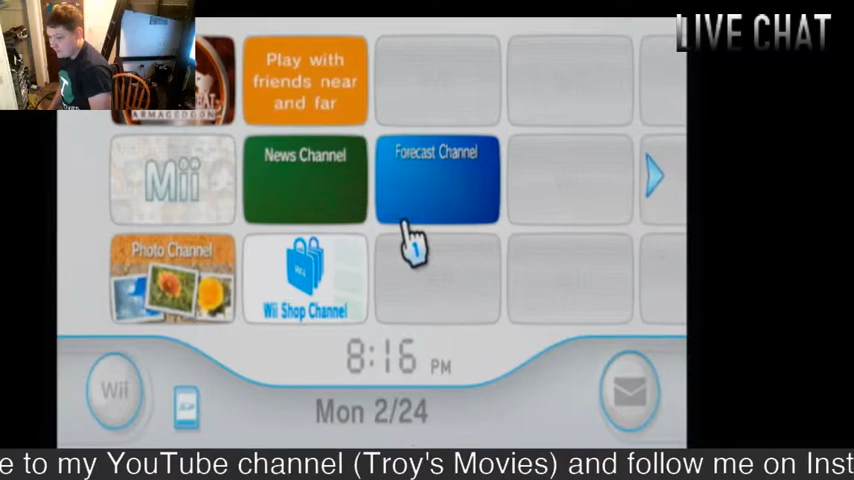 LIVE CHAT
Play with
friends near
and far
ARMAGEDDON
Mii
News Channel
Forecast Channel
1
Photo Channel
Wii
Wii Shop Channel
8:16 PM
Wii
Mon 2/24
e to my YouTube channel (Troy's Movies) and follow me on Inst